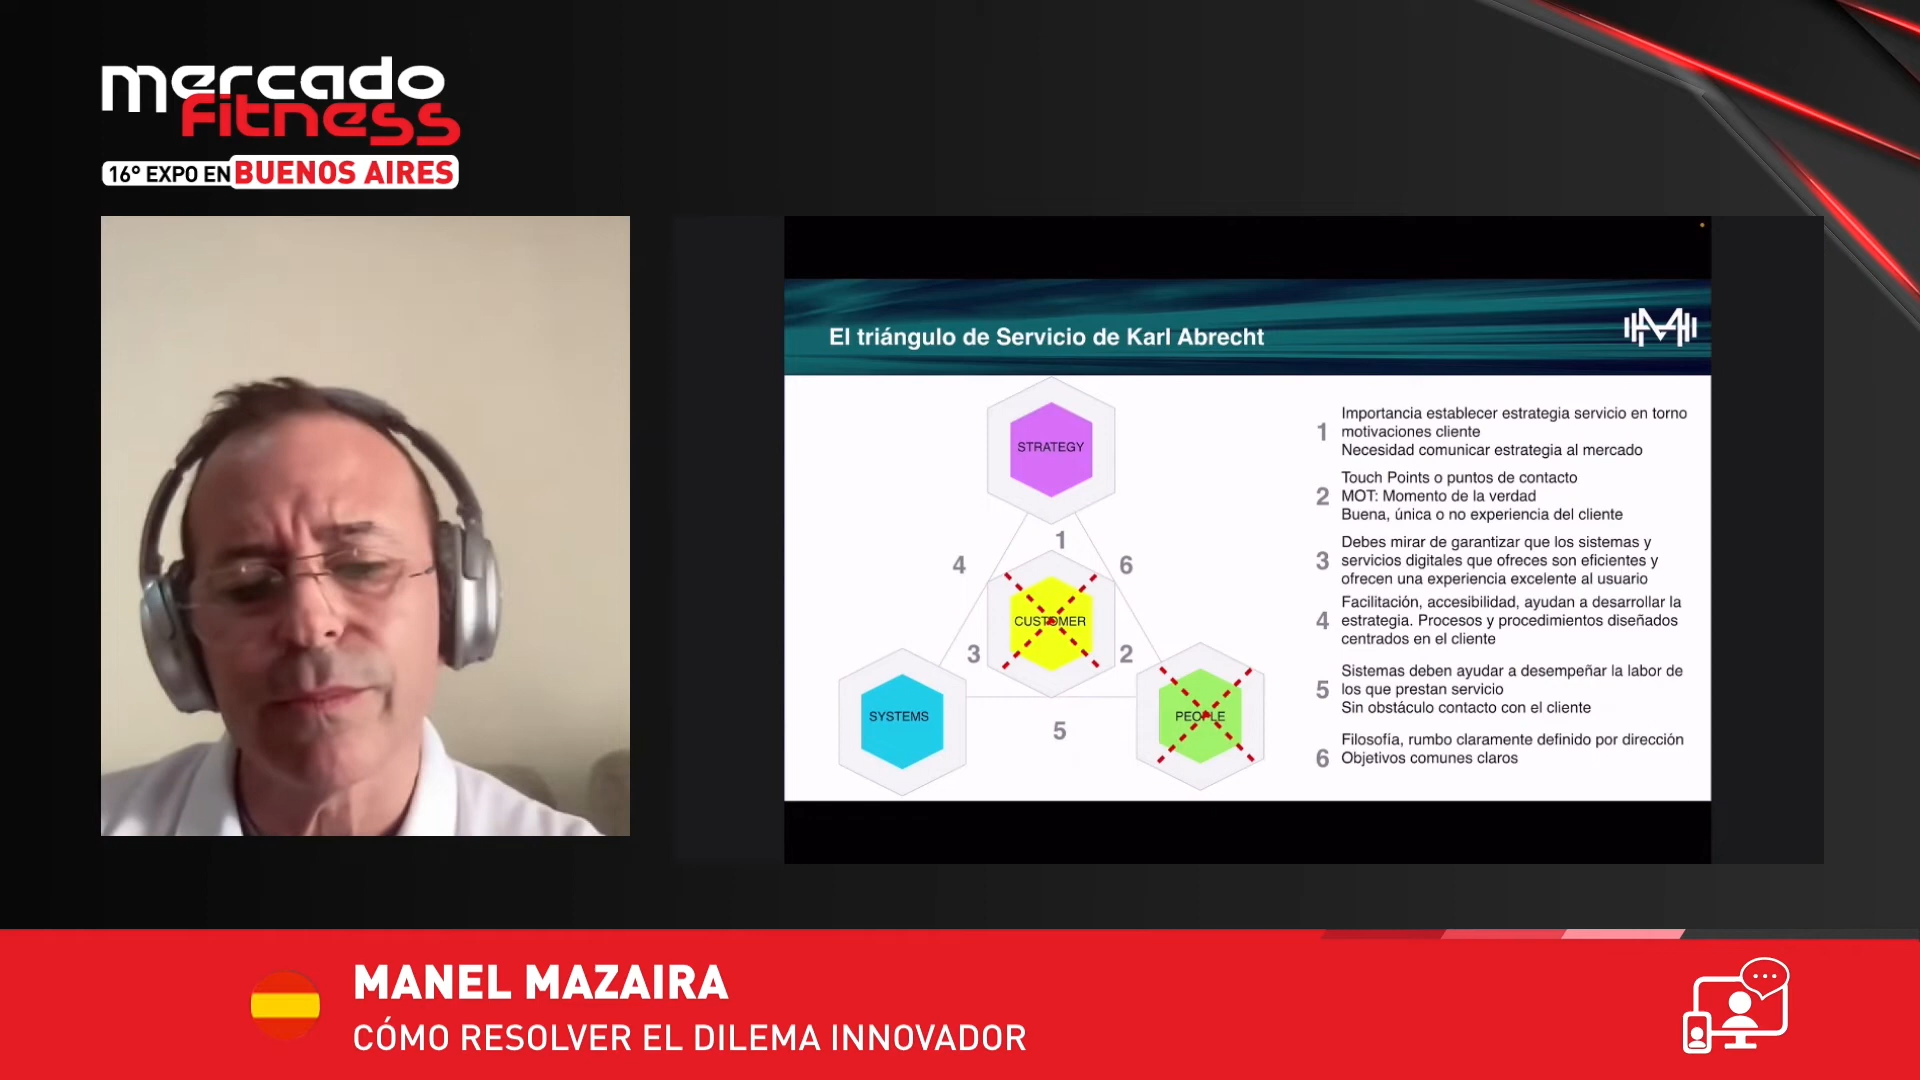 mercado
fitness
16° EXPO EN BUENOS AIRES
El triángulo de Servicio de Karl Abrecht
STRATEGY
1
4
6
CUSTOMER
3
2
SYSTEMS
PEOPLE
5
1
Importancia establecer estrategia servicio en torno
motivaciones cliente
Necesidad comunicar estrategia al mercado
2
Touch Points o puntos de contacto
MOT: Momento de la verdad
Buena, única o no experiencia del cliente
3
Debes mirar de garantizar que los sistemas y
servicios digitales que ofreces son eficientes y
ofrecen una experiencia excelente al usuario
4
Facilitación, accesibilidad, ayudan a desarrollar la
estrategia. Procesos y procedimientos diseñados
centrados en el cliente
5
Sistemas deben ayudar a desempeñar la labor de
los que prestan servicio
Sin obstáculo contacto con el cliente
6
Filosofía, rumbo claramente definido por dirección
Objetivos comunes claros
MANEL MAZAIRA
CÓMO RESOLVER EL DILEMA INNOVADOR